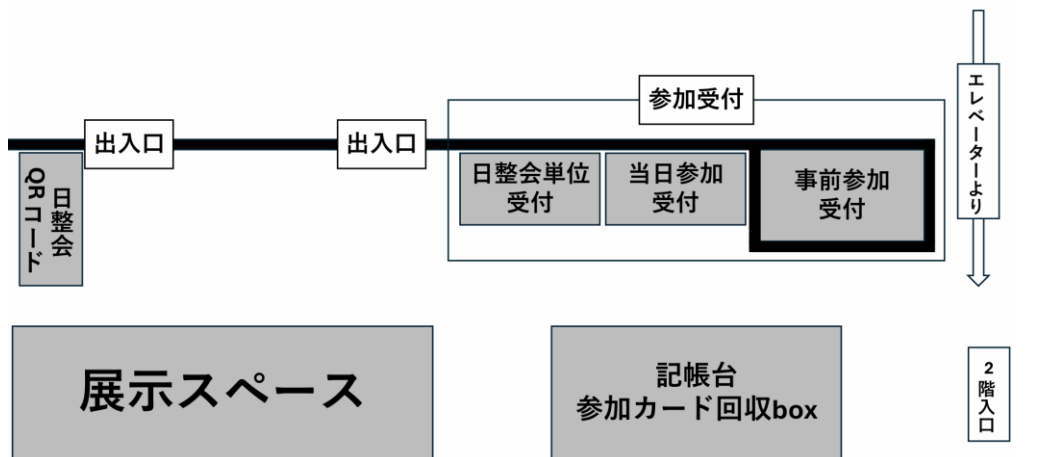 参加受付
エレベーターより
出入口
出入口
日整会単位
受付
当日参加
受付
事前参加
受付
日整会
QRコード
展示スペース
記帳台
参加カード回収box
2階入口